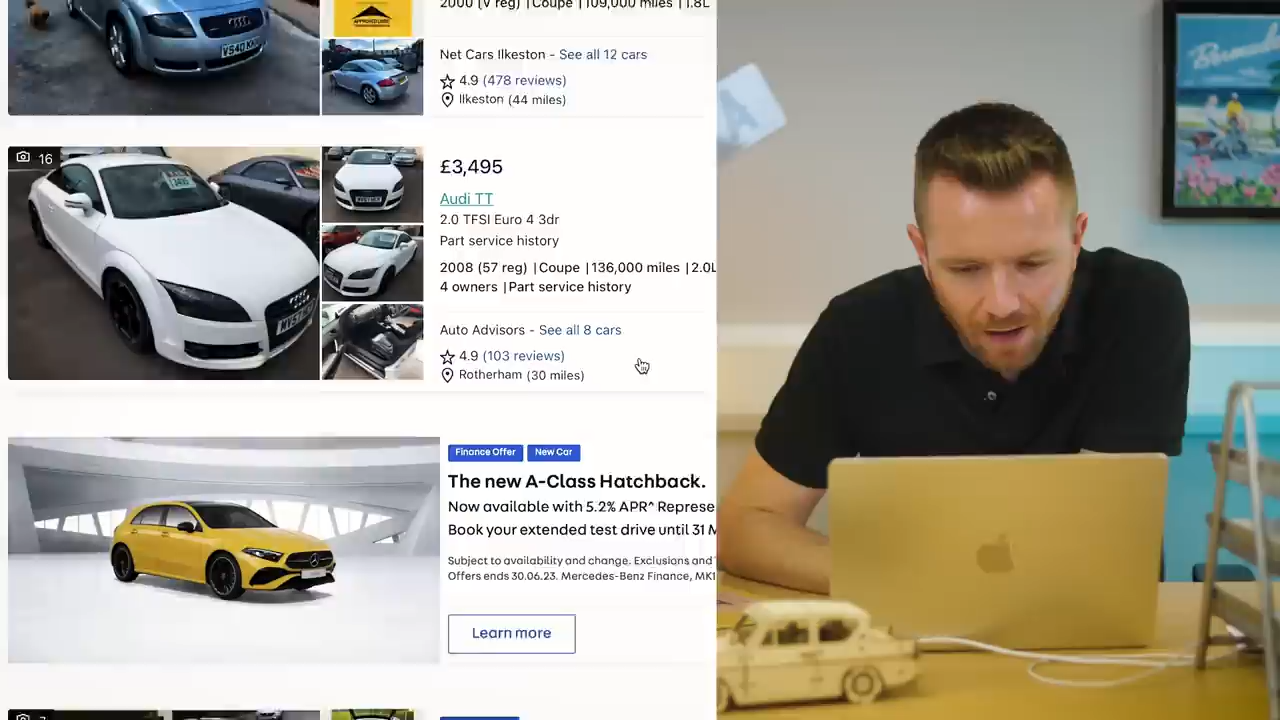 2000 (V reg) | Coupe | 109,000 miles | 1.8L
Net Cars Ilkeston - See all 12 cars
4.9 (478 reviews)
Ilkeston (44 miles)
16
£3,495
Audi TT
2.0 TFSI Euro 4 3dr
Part service history
2008 (57 reg) | Coupe | 136,000 miles | 2.0L
4 owners | Part service history
Auto Advisors - See all 8 cars
4.9 (103 reviews)
Rotherham (30 miles)
Finance Offer New Car
The new A-Class Hatchback.
Now available with 5.2% APR^ Represe
Book your extended test drive until 31 M
Subject to availability and change. Exclusions and
Offers ends 30.06.23. Mercedes-Benz Finance, MK1
Learn more